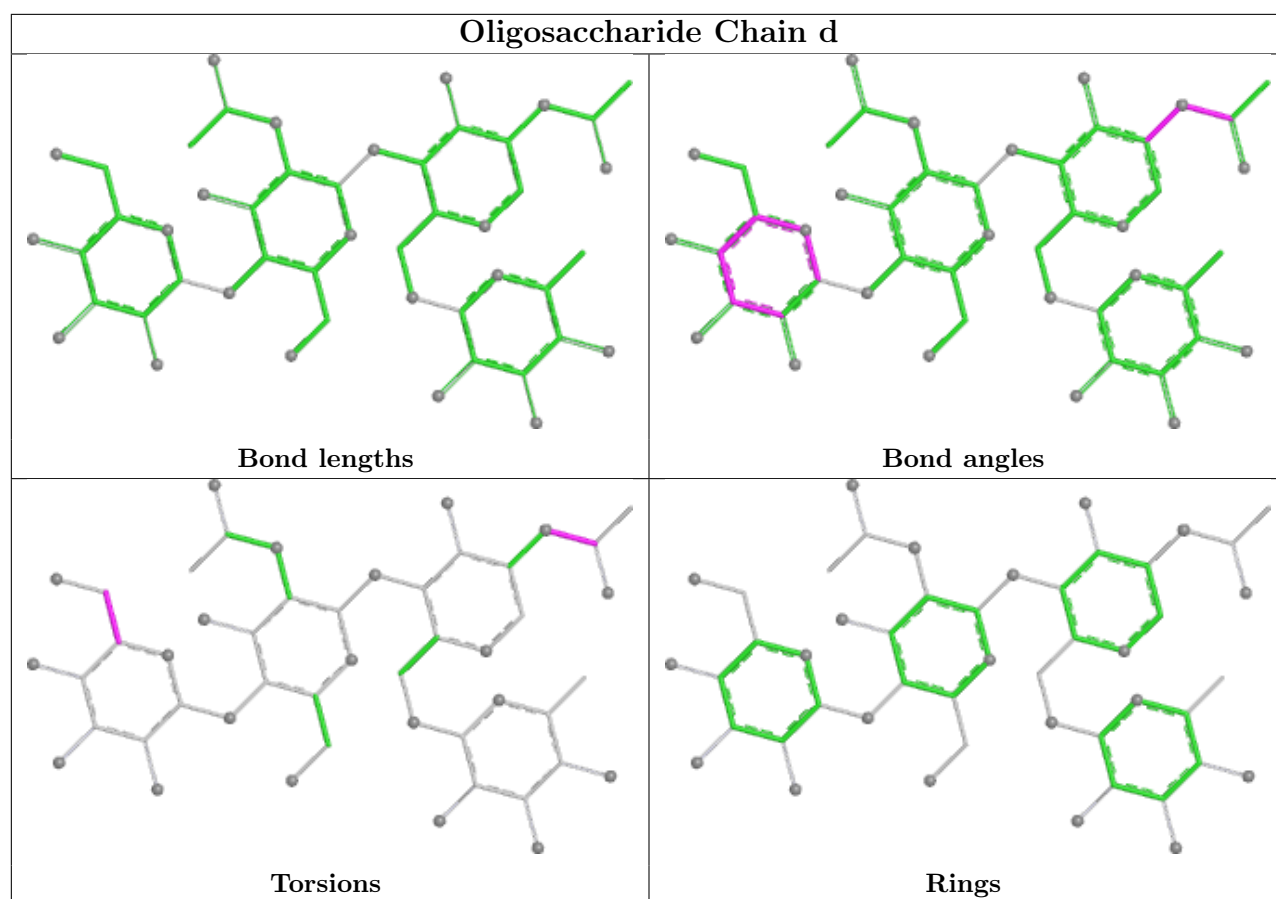 Oligosaccharide Chain d
Bond lengths
Bond angles
Torsions
Rings